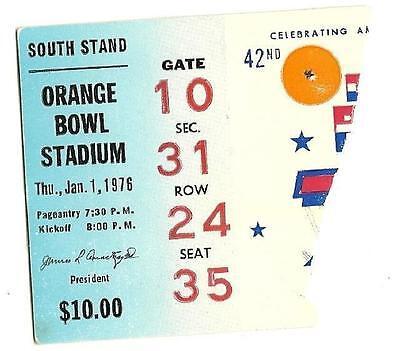 SOUTH STAND
ORANGE
BOWL
STADIUM
Thu., Jan. 1, 1976
Pageantry 7:30 P.M.
Kickoff 8:00 P.M.
President
$10.00
GATE
10
SEC.
31
ROW
24
SEAT
35
CELEBRATING AM
42ND